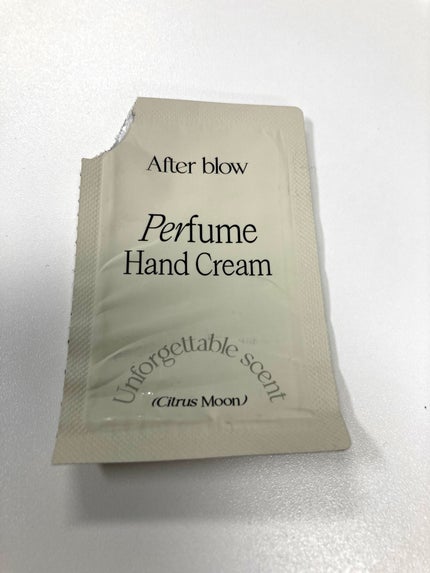 After blow
Perfume
Hand Cream
Unforgettable scent
(Citrus Moon)